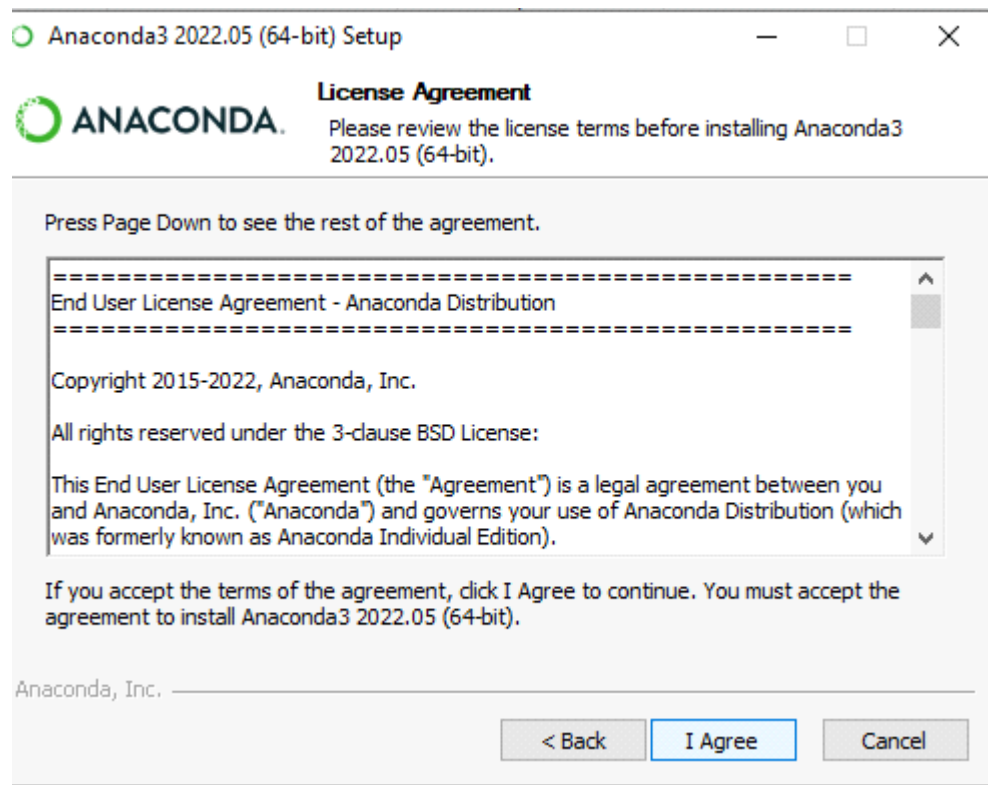 Anaconda3 2022.05 (64-bit) Setup
ANACONDA.
License Agreement
Please review the license terms before installing Anaconda3
2022.05 (64-bit).
Press Page Down to see the rest of the agreement.
==================================================
End User License Agreement - Anaconda Distribution
==================================================
Copyright 2015-2022, Anaconda, Inc.
All rights reserved under the 3-clause BSD License:
This End User License Agreement (the "Agreement") is a legal agreement between you
and Anaconda, Inc. ("Anaconda") and governs your use of Anaconda Distribution (which
was formerly known as Anaconda Individual Edition).
If you accept the terms of the agreement, click I Agree to continue. You must accept the
agreement to install Anaconda3 2022.05 (64-bit).
Anaconda, Inc.
< Back
I Agree
Cancel